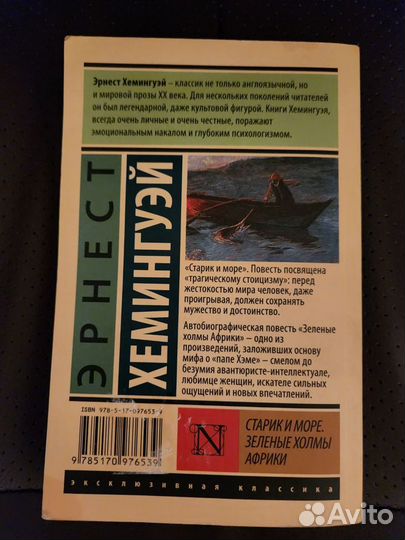 Эрнест Хемингуэй – классик не только англоязычной, но
и мировой прозы XX века. Для нескольких поколений читателей
он был легендарной, даже культовой фигурой. Книги Хемингуэя,
всегда очень личные и очень честные, поражают
эмоциональным накалом и глубоким психологизмом.
ЭРНЕСТ
ХЕМИНГУЭЙ
«Старик и море». Повесть посвящена
«трагическому стоицизму»: перед
жестокостью мира человек, даже
проигрывая, должен сохранять
мужество и достоинство.
Автобиографическая повесть «Зеленые
холмы Африки» – одно из
произведений, заложивших основу
мифа о «папе Хэме» – смелом до
безумия авантюристе-интеллектуале,
любимце женщин, искателе сильных
ощущений и новых впечатлений.
ISBN 978-5-17-097653-9
9 785170 976539
N
СТАРИК И МОРЕ.
ЗЕЛЕНЫЕ ХОЛМЫ
АФРИКИ
эксклюзивная классика
Avito